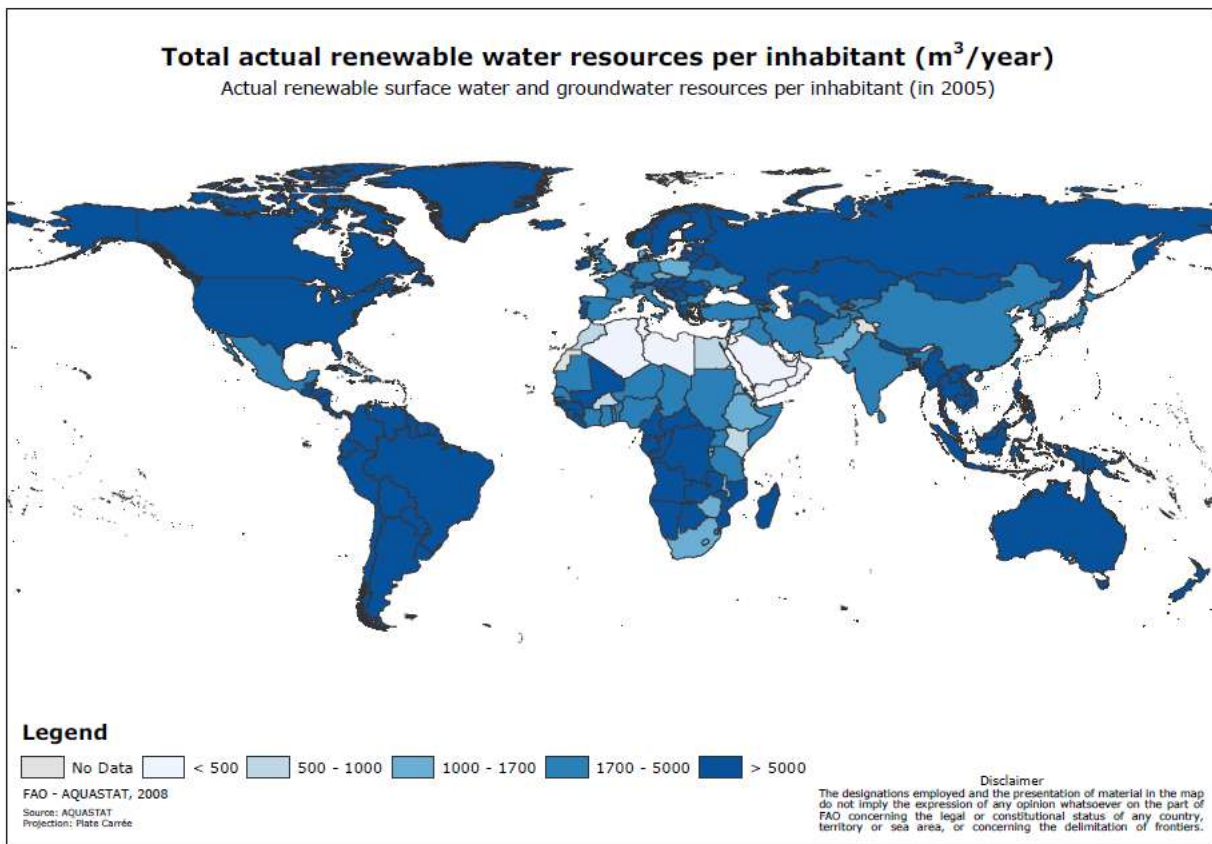 Total actual renewable water resources per inhabitant (m³/year)
Actual renewable surface water and groundwater resources per inhabitant (in 2005)
Legend
No Data < 500 500 - 1000 1000 - 1700 1700 - 5000 > 5000
FAO - AQUASTAT, 2008
Source: AQUASTAT
Projection: Plate Carrée
Disclaimer
The designations employed and the presentation of material in the map
do not imply the expression of any opinion whatsoever on the part of
FAO concerning the legal or constitutional status of any country,
territory or sea area, or concerning the delimitation of frontiers.